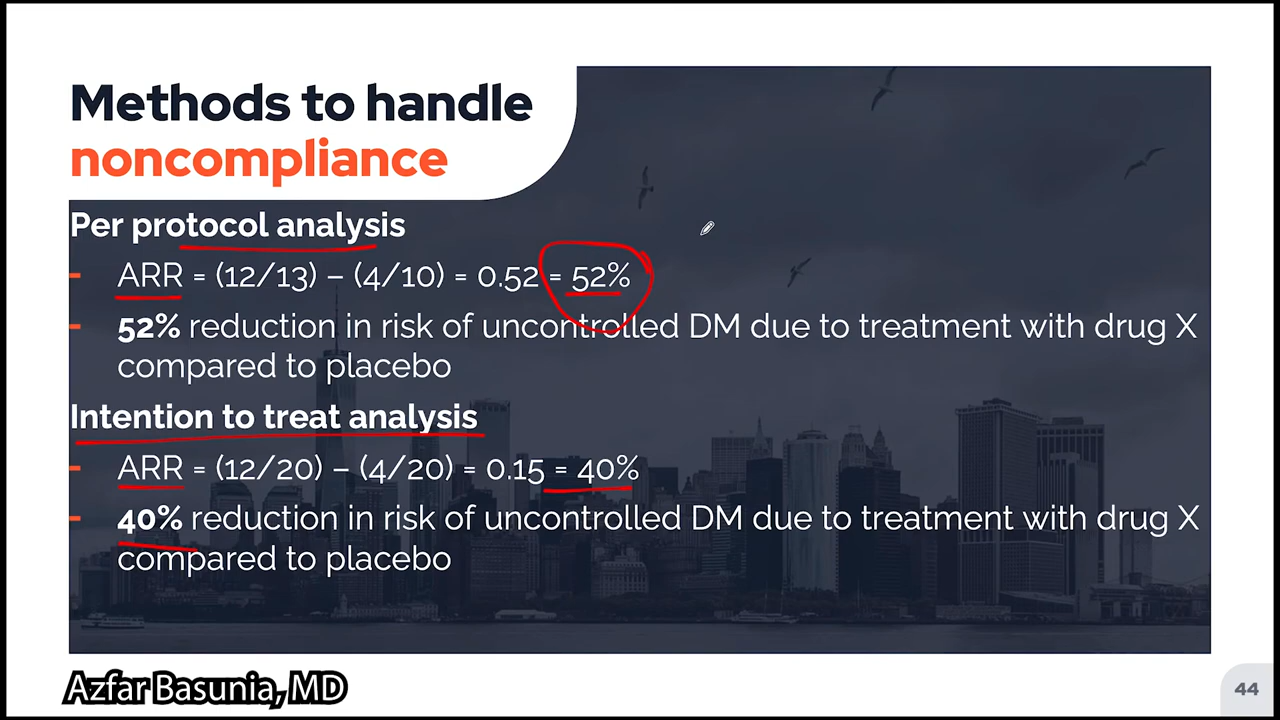 Methods to handle
noncompliance
Per protocol analysis
- ARR = (12/13) – (4/10) = 0.52 = 52%
- 52% reduction in risk of uncontrolled DM due to treatment with drug X
compared to placebo
Intention to treat analysis
- ARR = (12/20) – (4/20) = 0.15 = 40%
- 40% reduction in risk of uncontrolled DM due to treatment with drug X
compared to placebo
Azfar Basunia, MD
44